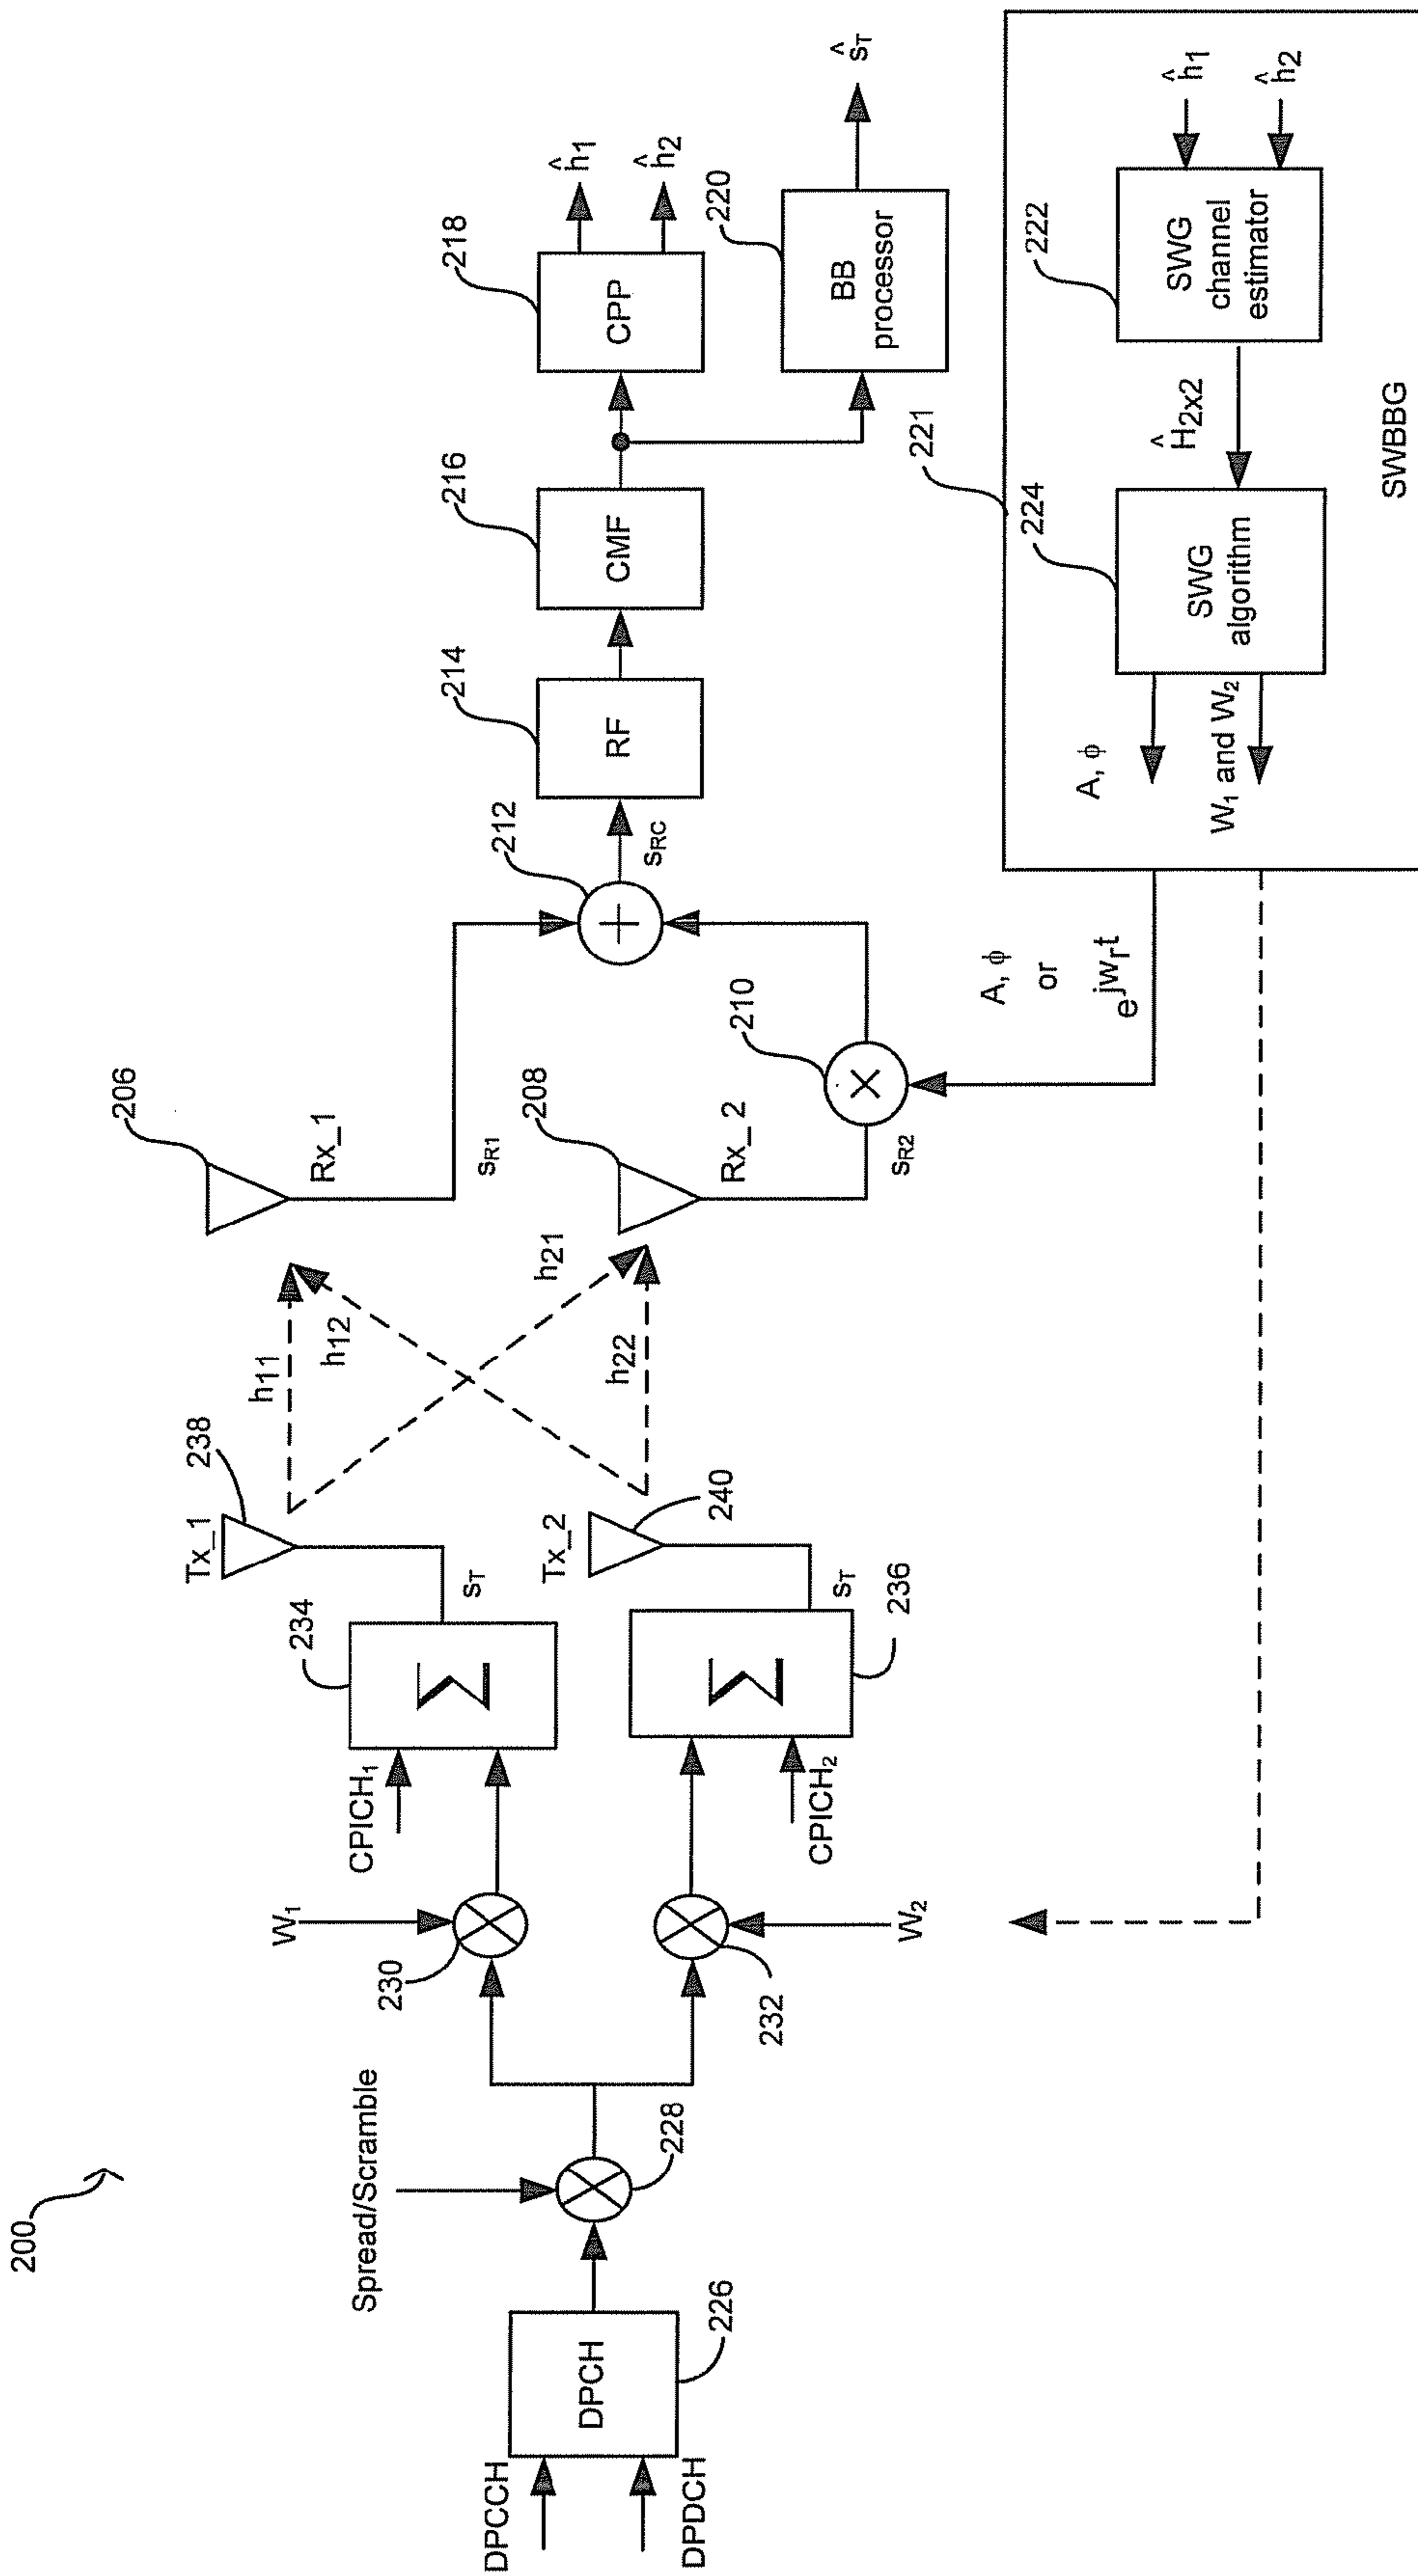 200
DPCCH
DPDCH
DPCH
226
Spread/Scramble
228
W1
230
232
W2
CPICH1
CPICH2
234
Σ
236
Σ
sT
sT
Tx_1
238
Tx_2
240
h11
h12
h21
h22
206
Rx_1
sR1
208
Rx_2
sR2
210
×
A, ϕ
or
e^jwrt
212
+
sRC
214
RF
216
CMF
218
CPP
ĥ1
ĥ2
220
BB
processor
ŝT
221
224
SWG
algorithm
A, ϕ
W1 and W2
Ĥ2x2
222
SWG
channel
estimator
ĥ1
ĥ2
SWBBG